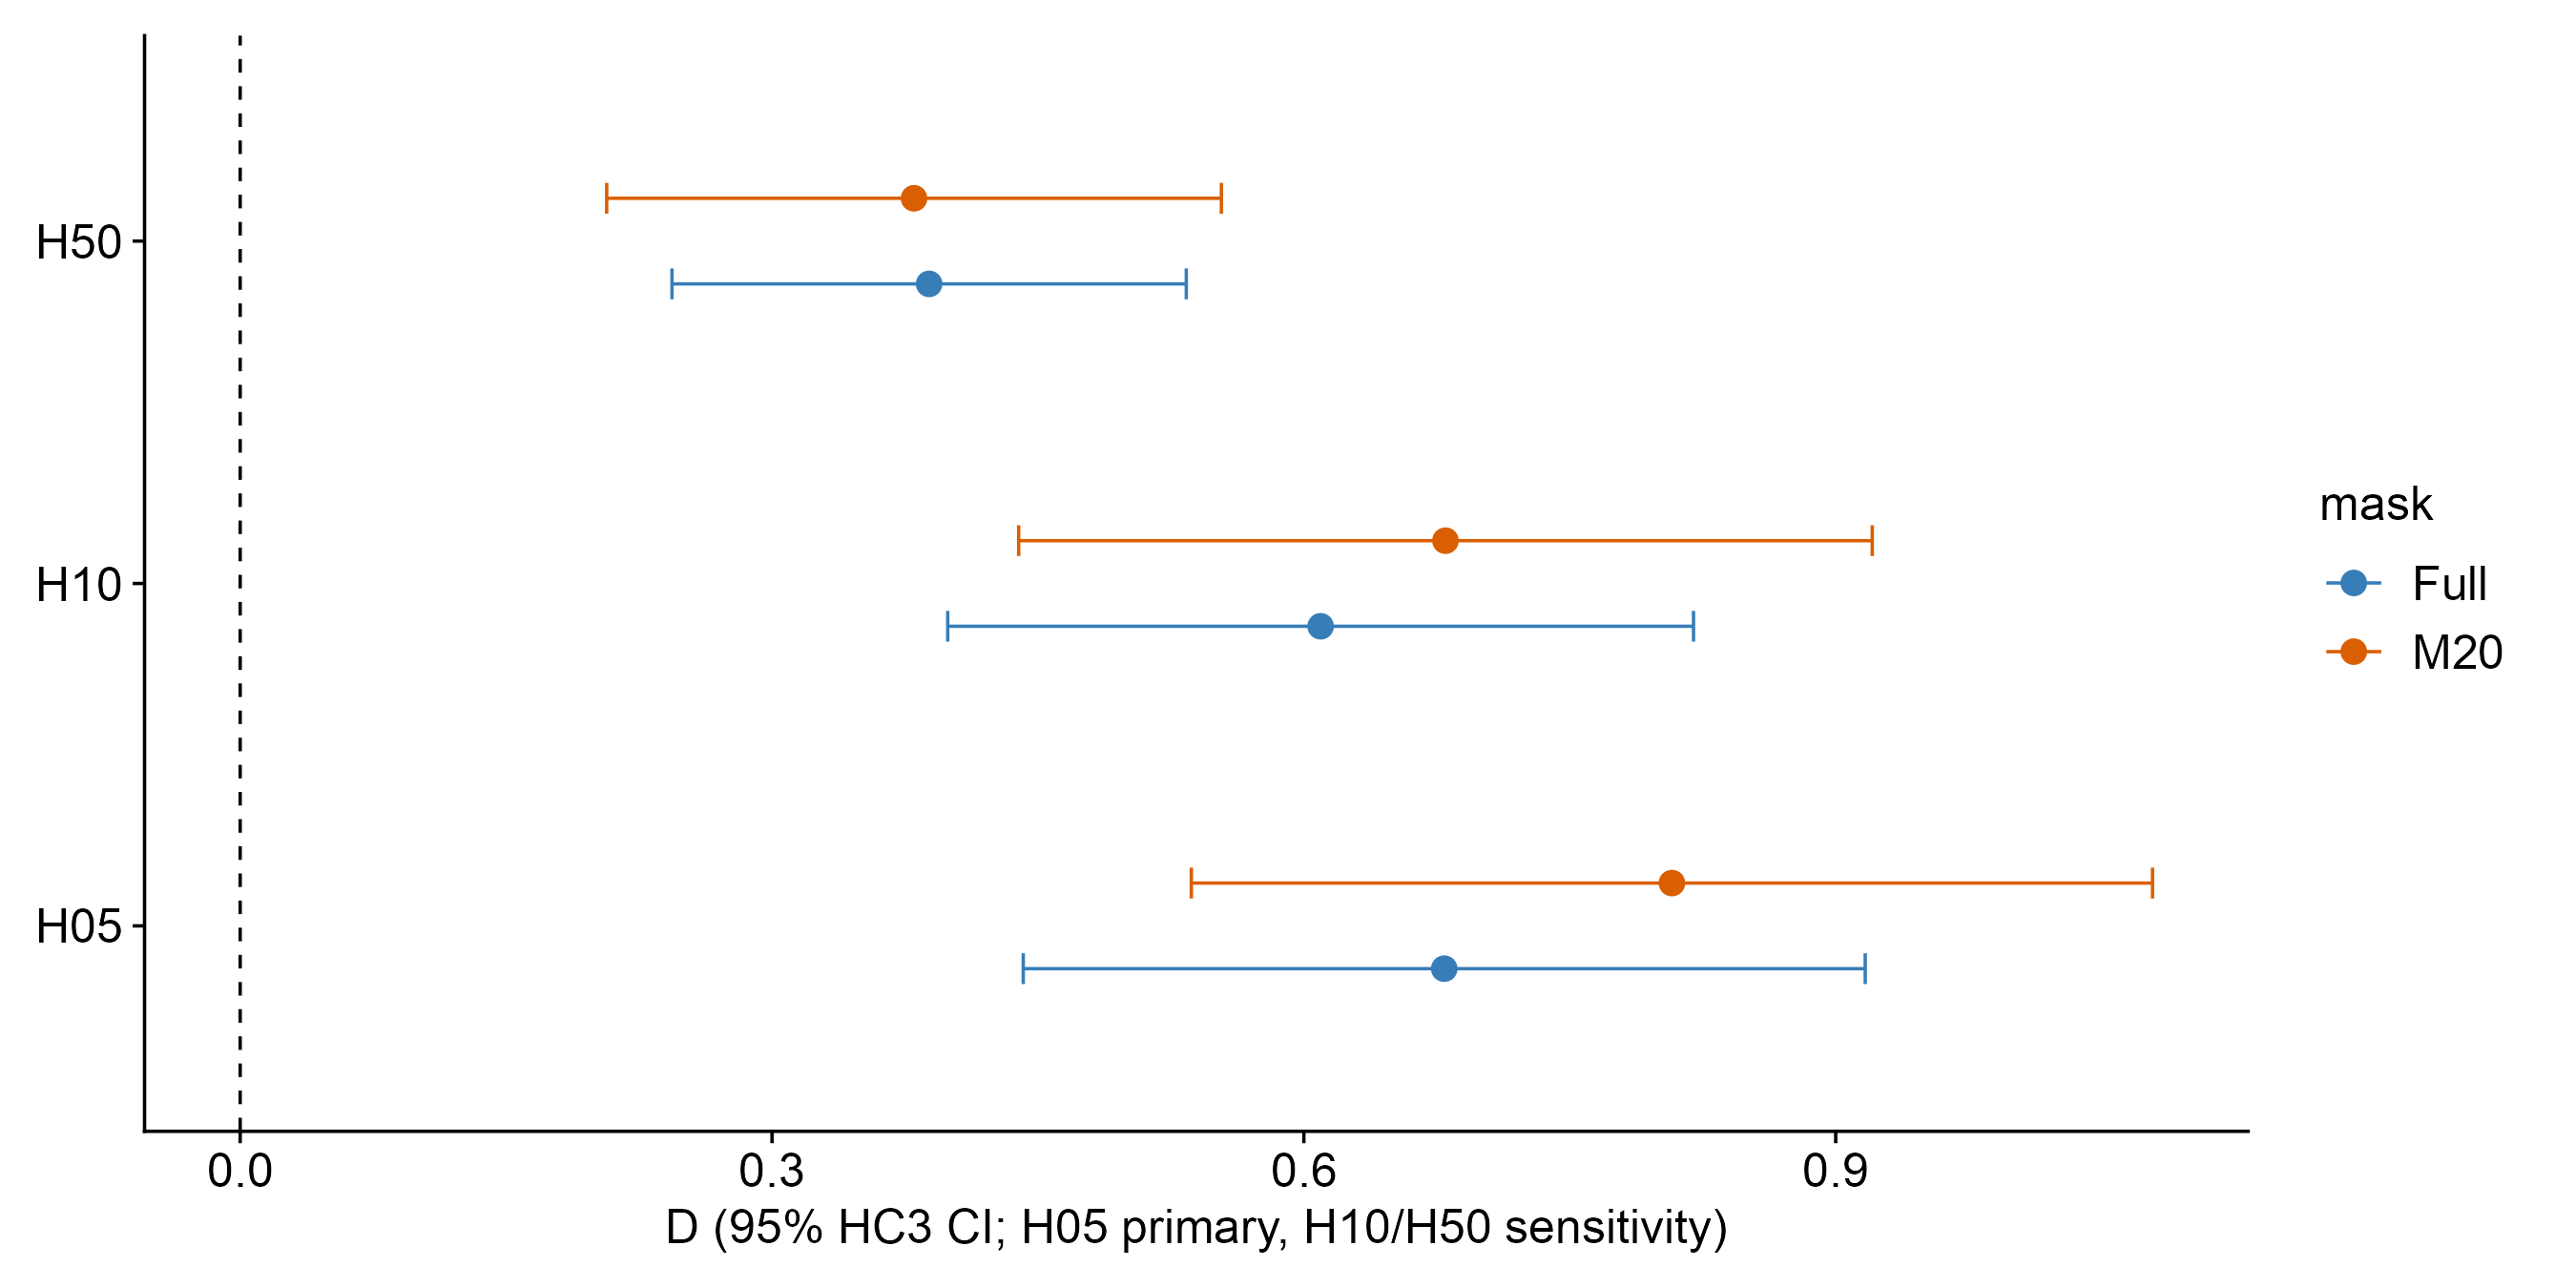 H50
H10
H05
mask
Full
M20
0.0 0.3 0.6 0.9
D (95% HC3 CI; H05 primary, H10/H50 sensitivity)